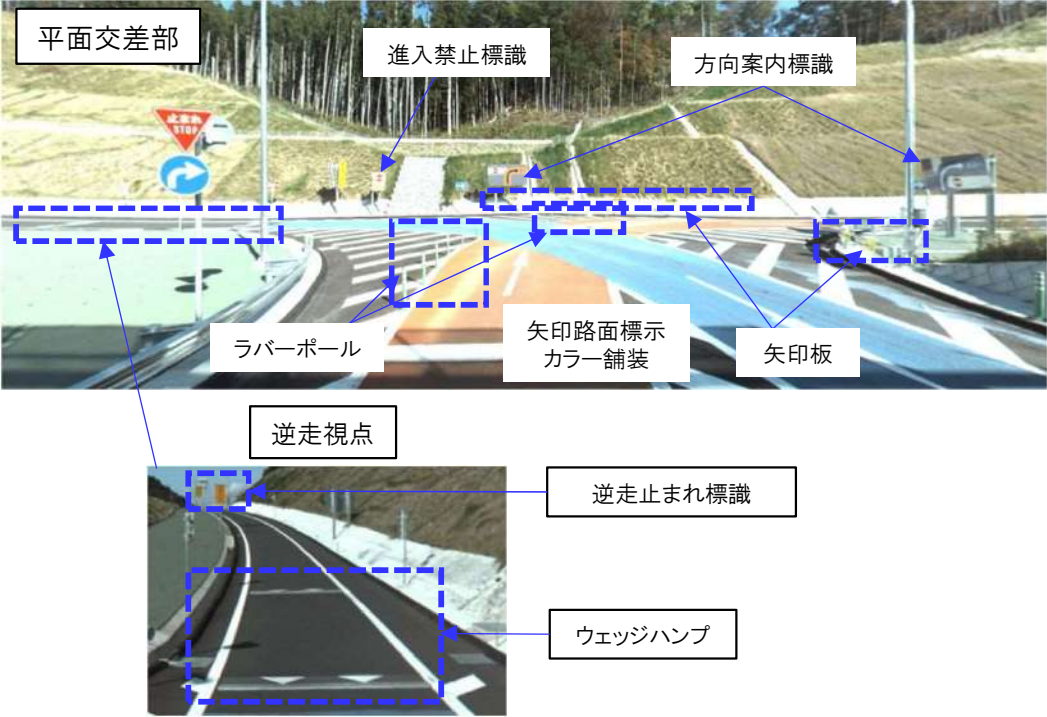 平面交差部
進入禁止標識
方向案内標識
止まれ
STOP
ラバーポール
矢印路面標示
カラー舗装
矢印板
逆走視点
逆走止まれ標識
ウェッジハンプ